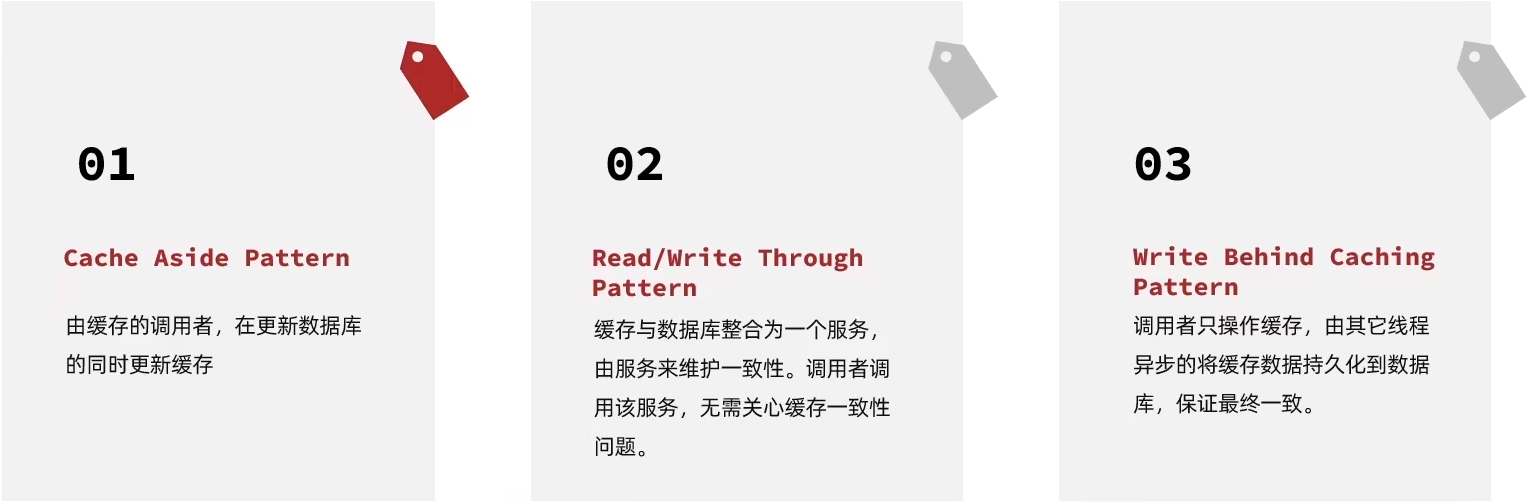 01
Cache Aside Pattern
由缓存的调用者，在更新数据库
的同时更新缓存
02
Read/Write Through
Pattern
缓存与数据库整合为一个服务，
由服务来维护一致性。调用者调
用该服务，无需关心缓存一致性
问题。
03
Write Behind Caching
Pattern
调用者只操作缓存，由其它线程
异步的将缓存数据持久化到数据
库，保证最终一致。